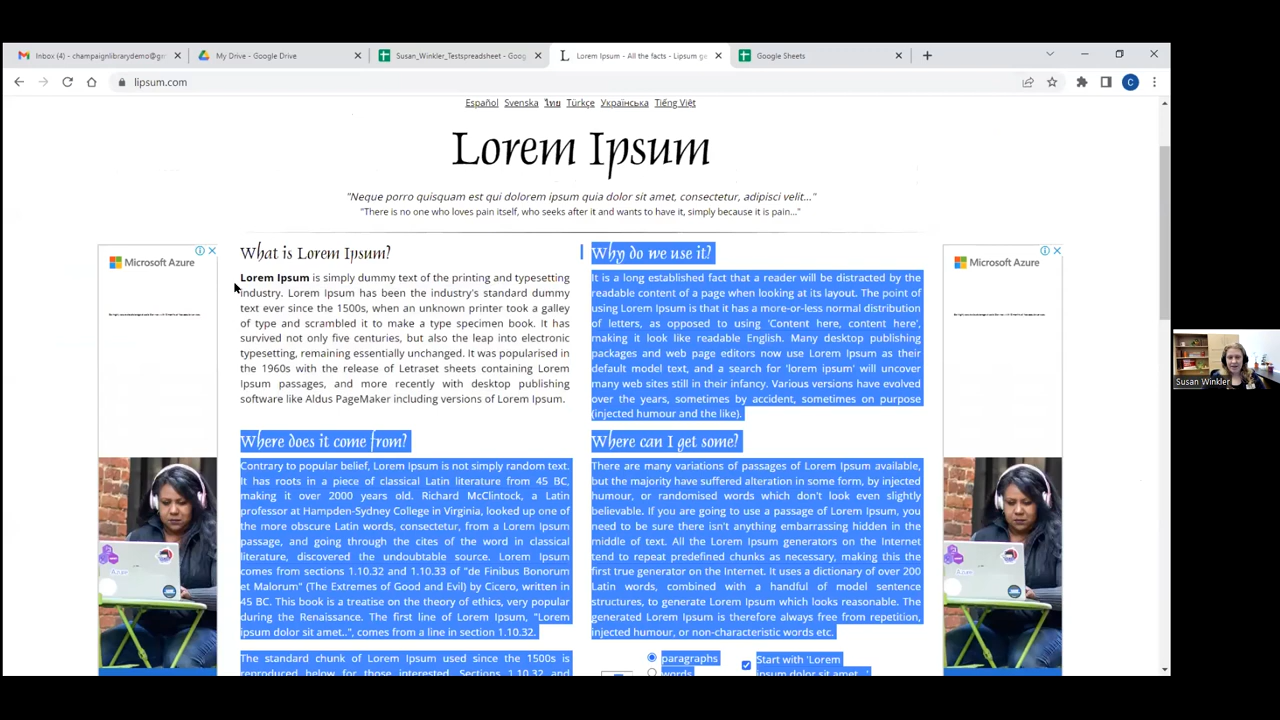 Inbox (4) - champaignlibrarydemo@gm
My Drive - Google Drive
Susan_Winkler_Testspreadsheet - Goog
Lorem Ipsum - All the facts - Lipsum ge
Google Sheets
lipsum.com
C
Español Svenska ไทย Türkçe Українська Tiếng Việt
Lorem Ipsum
"Neque porro quisquam est qui dolorem ipsum quia dolor sit amet, consectetur, adipisci velit..."
"There is no one who loves pain itself, who seeks after it and wants to have it, simply because it is pain..."
Microsoft Azure
What is Lorem Ipsum?
Lorem Ipsum is simply dummy text of the printing and typesetting
industry. Lorem Ipsum has been the industry's standard dummy
text ever since the 1500s, when an unknown printer took a galley
of type and scrambled it to make a type specimen book. It has
survived not only five centuries, but also the leap into electronic
typesetting, remaining essentially unchanged. It was popularised in
the 1960s with the release of Letraset sheets containing Lorem
Ipsum passages, and more recently with desktop publishing
software like Aldus PageMaker including versions of Lorem Ipsum.
Why do we use it?
It is a long established fact that a reader will be distracted by the
readable content of a page when looking at its layout. The point of
using Lorem Ipsum is that it has a more-or-less normal distribution
of letters, as opposed to using 'Content here, content here',
making it look like readable English. Many desktop publishing
packages and web page editors now use Lorem Ipsum as their
default model text, and a search for 'lorem ipsum' will uncover
many web sites still in their infancy. Various versions have evolved
over the years, sometimes by accident, sometimes on purpose
(injected humour and the like).
Where does it come from?
Contrary to popular belief, Lorem Ipsum is not simply random text.
It has roots in a piece of classical Latin literature from 45 BC,
making it over 2000 years old. Richard McClintock, a Latin
professor at Hampden-Sydney College in Virginia, looked up one of
the more obscure Latin words, consectetur, from a Lorem Ipsum
passage, and going through the cites of the word in classical
literature, discovered the undoubtable source. Lorem Ipsum
comes from sections 1.10.32 and 1.10.33 of "de Finibus Bonorum
et Malorum" (The Extremes of Good and Evil) by Cicero, written in
45 BC. This book is a treatise on the theory of ethics, very popular
during the Renaissance. The first line of Lorem Ipsum, "Lorem
ipsum dolor sit amet..", comes from a line in section 1.10.32.
The standard chunk of Lorem Ipsum used since the 1500s is
reproduced below for those interested. Sections 1.10.32 and
Where can I get some?
There are many variations of passages of Lorem Ipsum available,
but the majority have suffered alteration in some form, by injected
humour, or randomised words which don't look even slightly
believable. If you are going to use a passage of Lorem Ipsum, you
need to be sure there isn't anything embarrassing hidden in the
middle of text. All the Lorem Ipsum generators on the Internet
tend to repeat predefined chunks as necessary, making this the
first true generator on the Internet. It uses a dictionary of over 200
Latin words, combined with a handful of model sentence
structures, to generate Lorem Ipsum which looks reasonable. The
generated Lorem Ipsum is therefore always free from repetition,
injected humour, or non-characteristic words etc.
paragraphs
words
Start with 'Lorem
ipsum dolor sit amet...'
Microsoft Azure
Susan Winkler